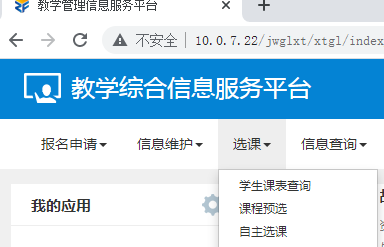 教学管理信息服务平台
不安全 10.0.7.22/jwglxt/xtgl/index
教学综合信息服务平台
报名申请 信息维护 选课 信息查询
学生课表查询
我的应用
课程预选
自主选课